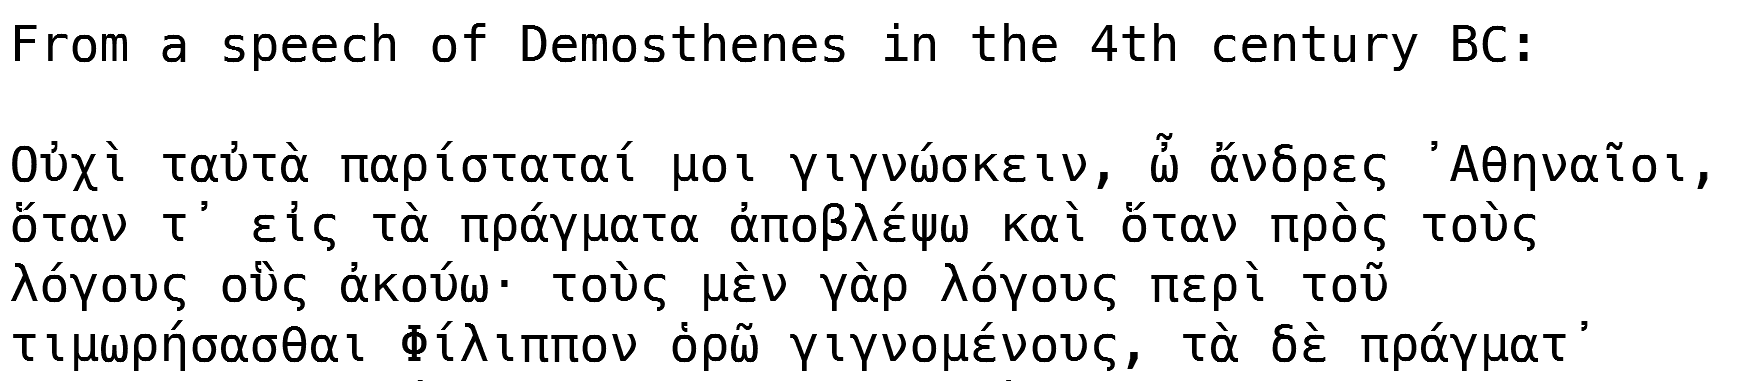 From a speech of Demosthenes in the 4th century BC:

Οὐχὶ ταὐτὰ παρίσταταί μοι γιγνώσκειν, ὦ ἄνδρες ᾿Αθηναῖοι,
ὅταν τ᾿ εἰς τὰ πράγματα ἀποβλέψω καὶ ὅταν πρὸς τοὺς
λόγους οὓς ἀκούω· τοὺς μὲν γὰρ λόγους περὶ τοῦ
τιμωρήσασθαι Φίλιππον ὁρῶ γιγνομένους, τὰ δὲ πράγματ᾿